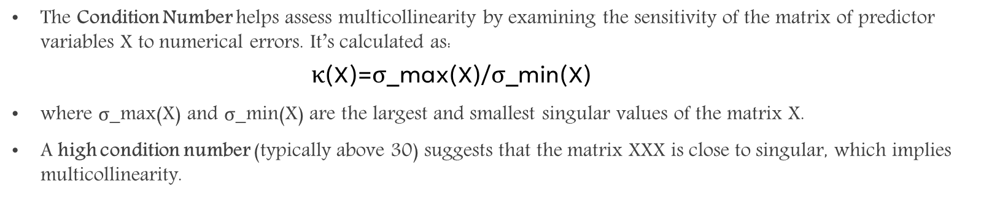 • The Condition Number helps assess multicollinearity by examining the sensitivity of the matrix of predictor
variables X to numerical errors. It’s calculated as:
κ(X)=σ_max(X)/σ_min(X)
• where σ_max(X) and σ_min(X) are the largest and smallest singular values of the matrix X.
• A high condition number (typically above 30) suggests that the matrix XXX is close to singular, which implies
multicollinearity.